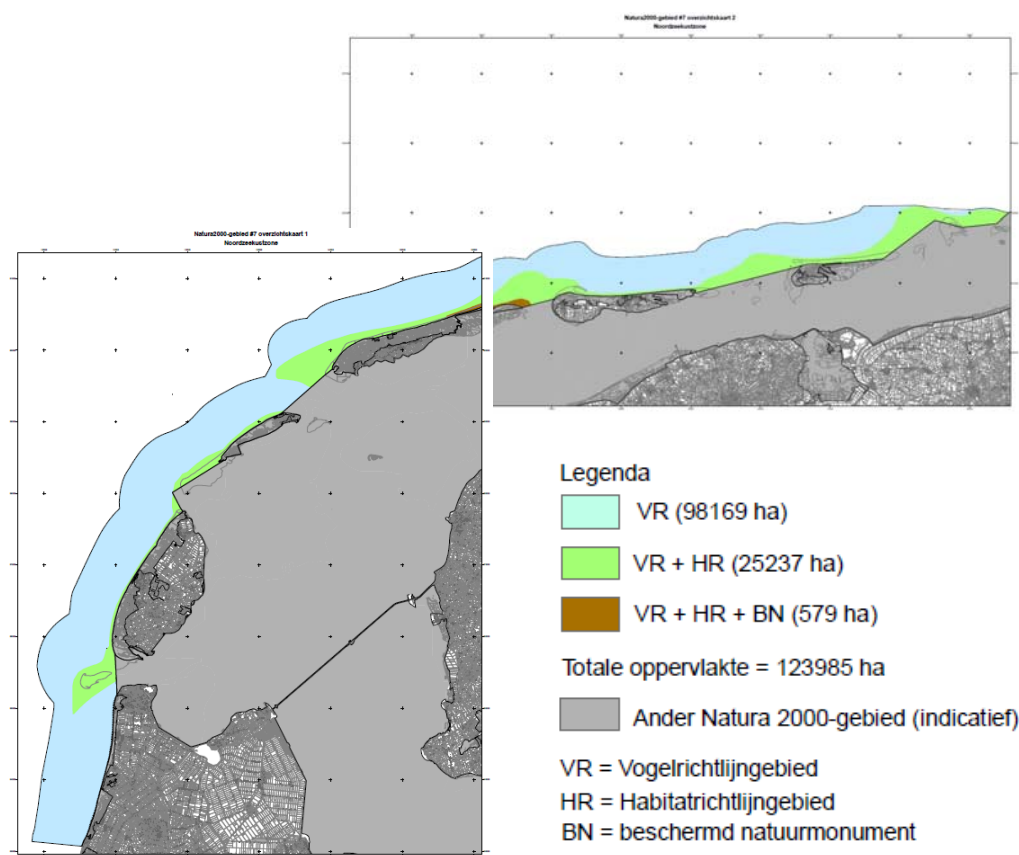 Natura2000-gebied #7 overzichtskaart 2
Noordzeekustzone
Natura2000-gebied #7 overzichtskaart 1
Noordzeekustzone
Legenda
VR (98169 ha)
VR + HR (25237 ha)
VR + HR + BN (579 ha)
Totale oppervlakte = 123985 ha
Ander Natura 2000-gebied (indicatief)
VR = Vogelrichtlijngebied
HR = Habitatrichtlijngebied
BN = beschermd natuurmonument